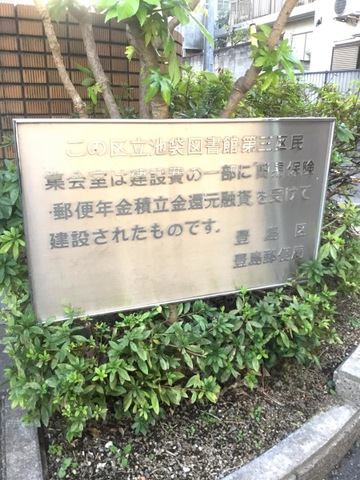 この区立池袋図書館第三区民
集会室は建設費の一部に簡易保険
・郵便年金積立金還元融資を受けて
建設されたものです。
豊島区
豊島郵便局